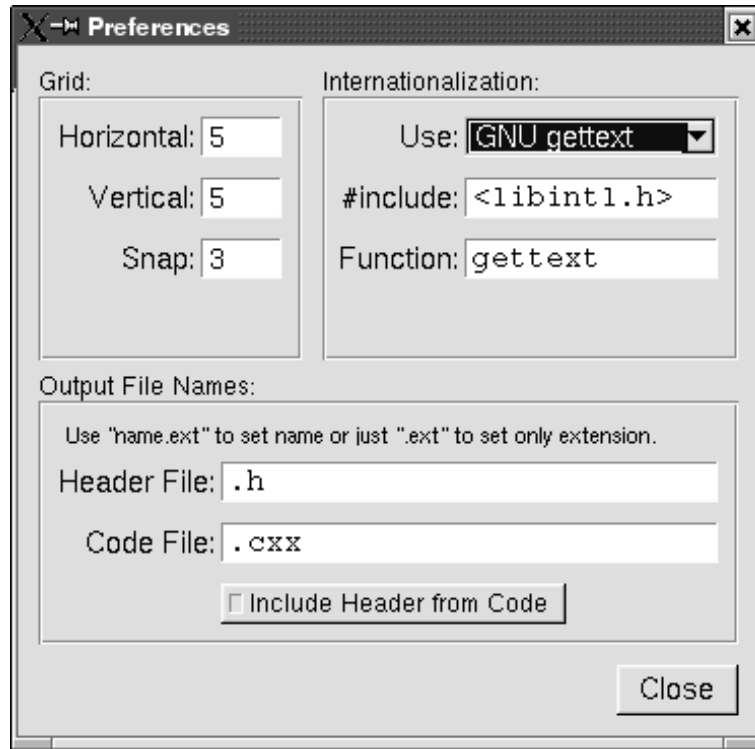 Preferences
Grid:
Horizontal: 5
Vertical: 5
Snap: 3
Internationalization:
Use: GNU gettext
#include: <libintl.h>
Function: gettext
Output File Names:
Use "name.ext" to set name or just ".ext" to set only extension.
Header File: .h
Code File: .cxx
Include Header from Code
Close